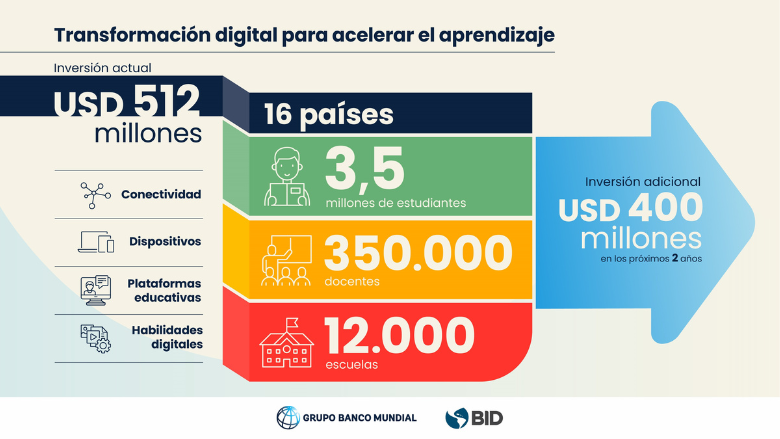 Transformación digital para acelerar el aprendizaje
Inversión actual
USD 512
millones
Conectividad
Dispositivos
Plataformas
educativas
Habilidades
digitales
16 países
3,5
millones de estudiantes
350.000
docentes
12.000
escuelas
Inversión adicional
USD 400
millones
en los próximos 2 años
GRUPO BANCO MUNDIAL
BID